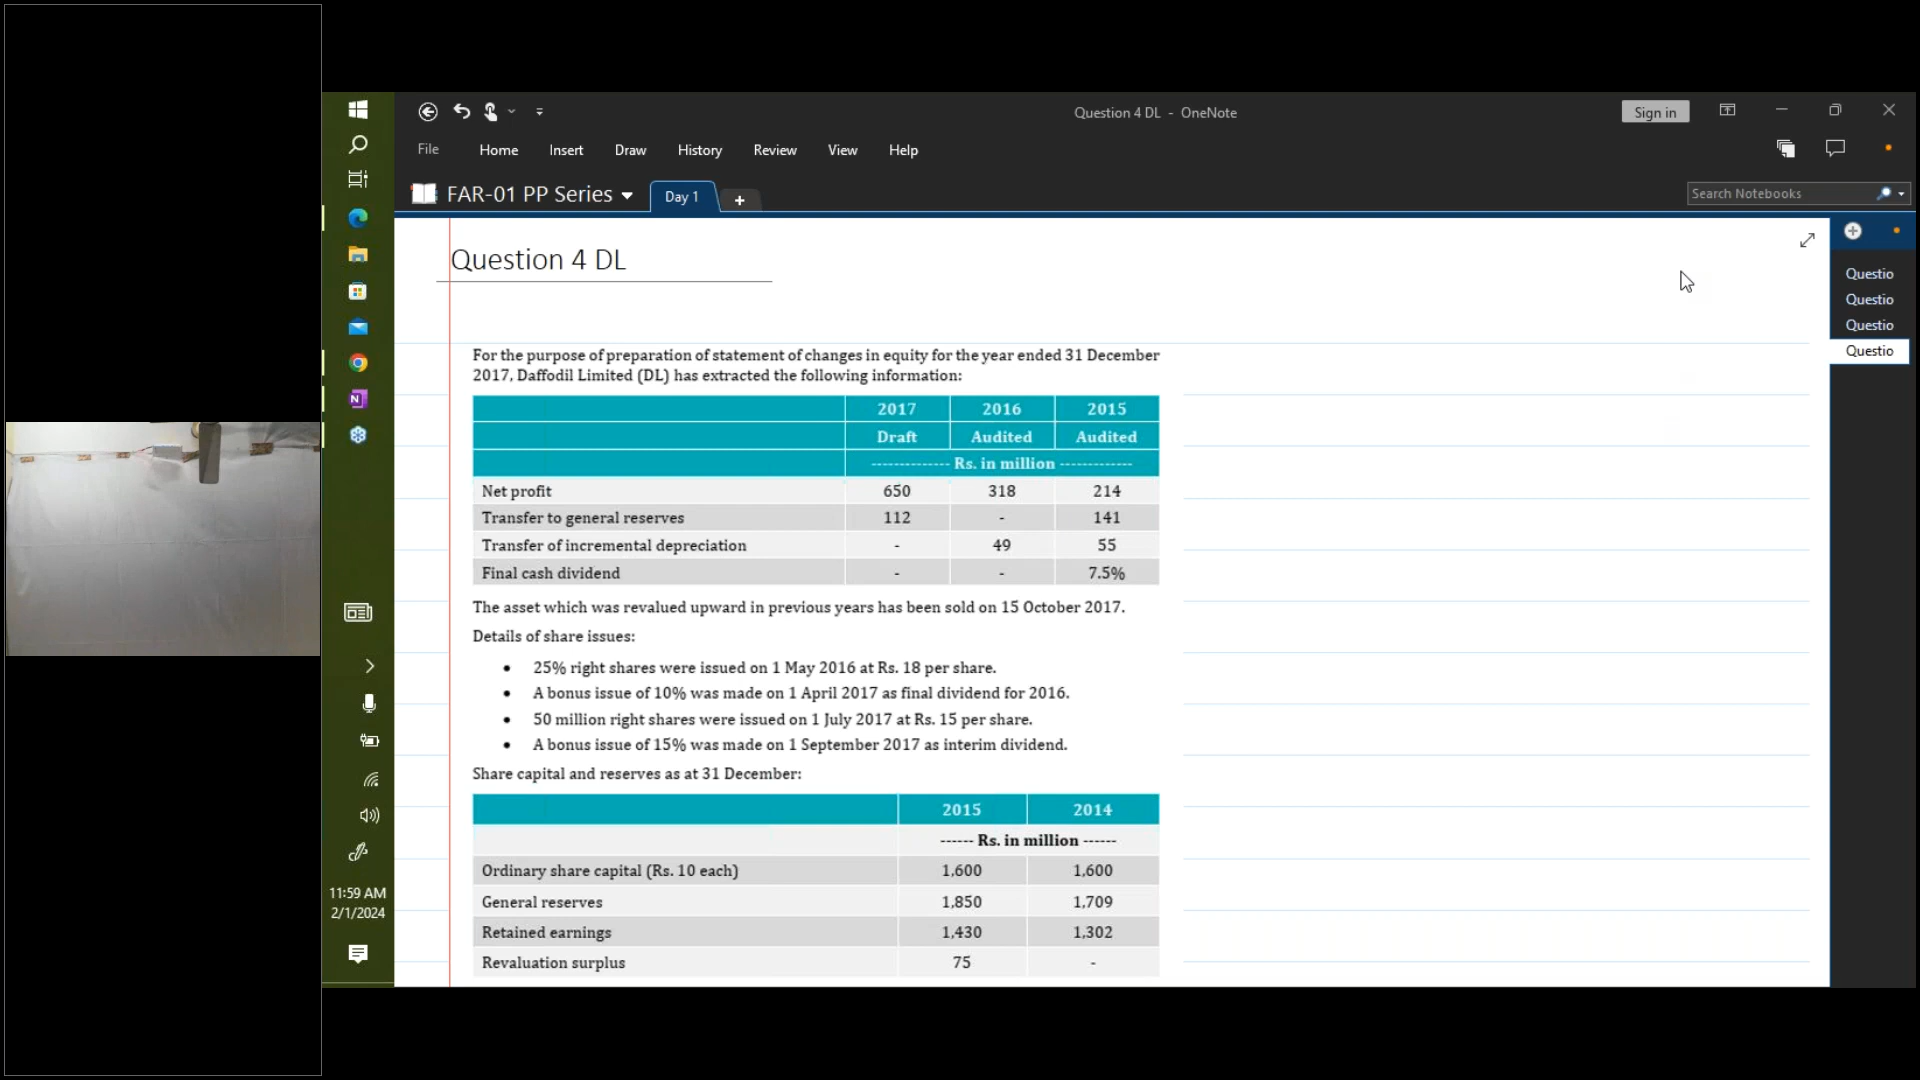 Question 4 DL - OneNote
Sign in
File Home Insert Draw History Review View Help
FAR-01 PP Series Day 1 +
Search Notebooks
Question 4 DL
Questio
Questio
Questio
Questio
For the purpose of preparation of statement of changes in equity for the year ended 31 December
2017, Daffodil Limited (DL) has extracted the following information:
2017 2016 2015
Draft Audited Audited
-------------- Rs. in million -------------
Net profit 650 318 214
Transfer to general reserves 112 - 141
Transfer of incremental depreciation - 49 55
Final cash dividend - - 7.5%
The asset which was revalued upward in previous years has been sold on 15 October 2017.
Details of share issues:
• 25% right shares were issued on 1 May 2016 at Rs. 18 per share.
• A bonus issue of 10% was made on 1 April 2017 as final dividend for 2016.
• 50 million right shares were issued on 1 July 2017 at Rs. 15 per share.
• A bonus issue of 15% was made on 1 September 2017 as interim dividend.
Share capital and reserves as at 31 December:
2015 2014
------ Rs. in million ------
Ordinary share capital (Rs. 10 each) 1,600 1,600
General reserves 1,850 1,709
Retained earnings 1,430 1,302
Revaluation surplus 75 -
11:59 AM
2/1/2024